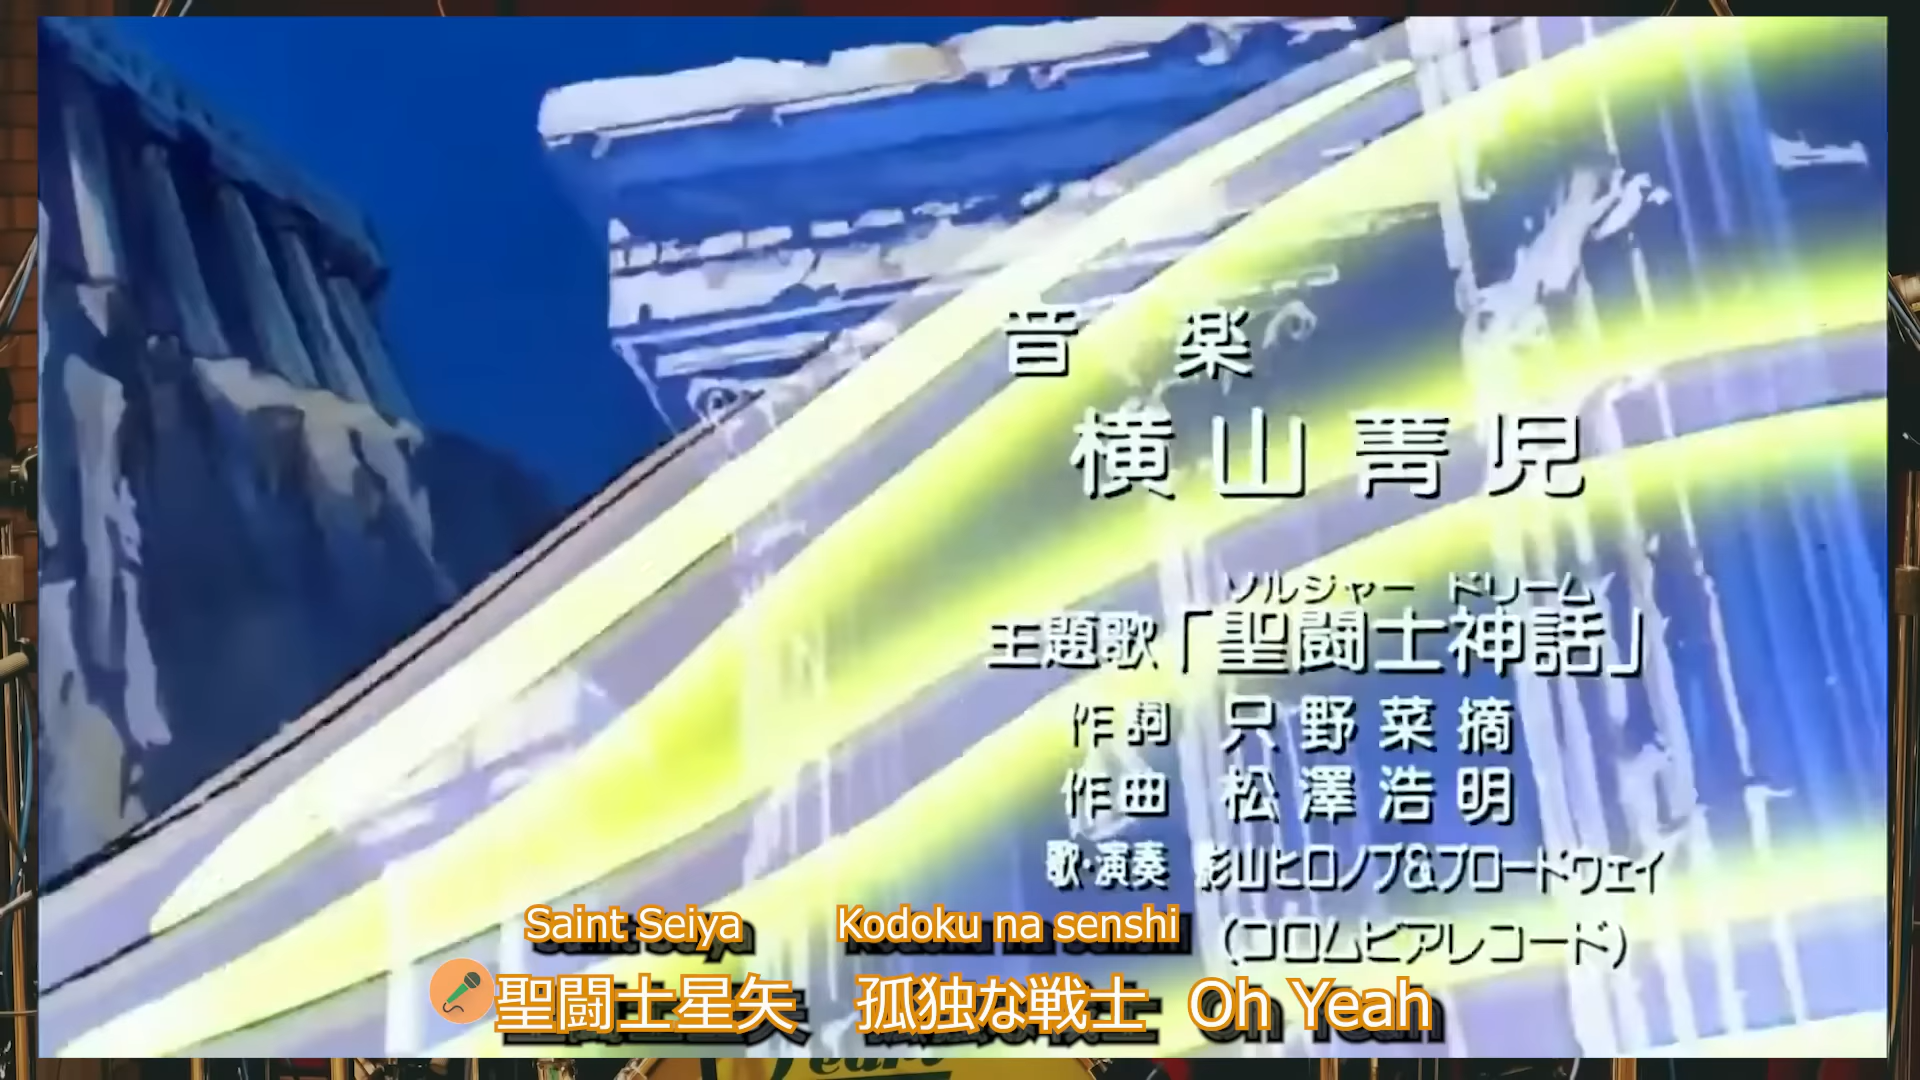 音 楽
横山菁児
ソルジャー ドリーム
主題歌「聖闘士神話」
作詞 只野菜摘
作曲 松澤浩明
歌・演奏 影山ヒロノブ&ブロードウェイ
(コロムビアレコード)
Saint Seiya Kodoku na senshi
聖闘士星矢 孤独な戦士 Oh Yeah